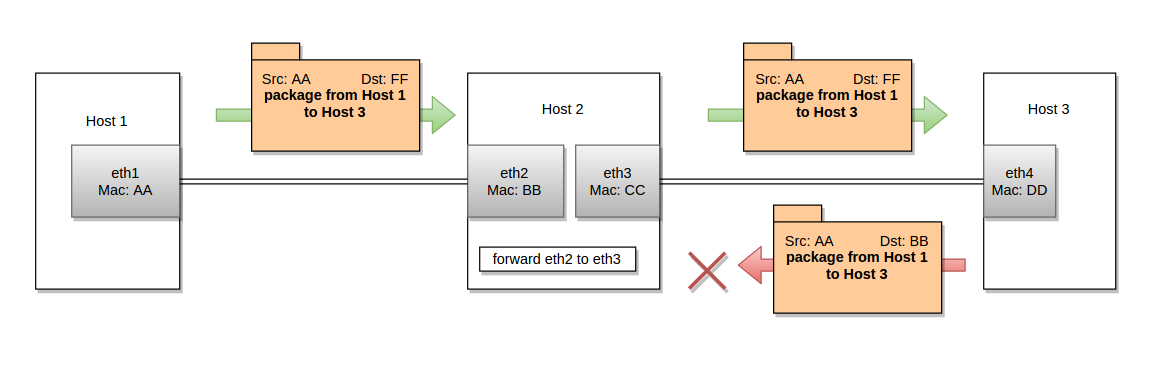 Host 1
eth1
Mac: AA
Src: AA Dst: FF
package from Host 1
to Host 3
Host 2
eth2
Mac: BB
eth3
Mac: CC
forward eth2 to eth3
Src: AA Dst: FF
package from Host 1
to Host 3
Host 3
eth4
Mac: DD
Src: AA Dst: BB
package from Host 1
to Host 3